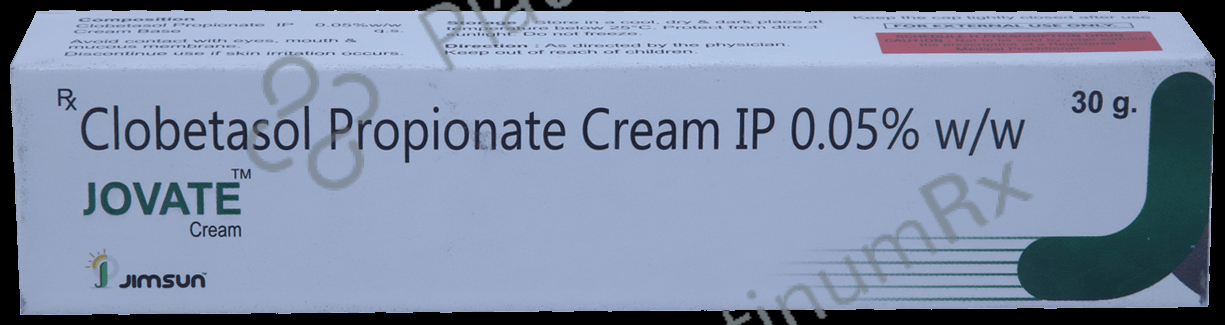 Composition
Clobetasol Propionate IP 0.05%w/w
Cream Base q.s.
Avoid contact with eyes, mouth &
mucous membrane.
Discontinue use if skin irritation occurs.
Storage : Store in a cool, dry & dark place at
below 25°C. Protect from direct
Do not freeze.
Direction : As directed by the physician.
Keep out of reach of children.
Keep the cap tightly closed after use.
FOR EXTERNAL USE ONLY.
Rx
Clobetasol Propionate Cream IP 0.05% w/w
30 g.
JOVATE™
Cream
JIMSUN
inumRx